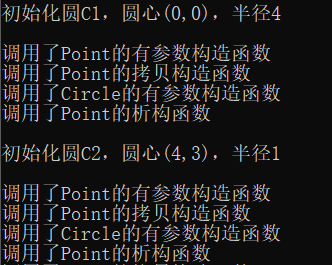 初始化圆C1，圆心(0,0)，半径4
调用了Point的有参数构造函数
调用了Point的拷贝构造函数
调用了Circle的有参数构造函数
调用了Point的析构函数
初始化圆C2，圆心(4,3)，半径1
调用了Point的有参数构造函数
调用了Point的拷贝构造函数
调用了Circle的有参数构造函数
调用了Point的析构函数